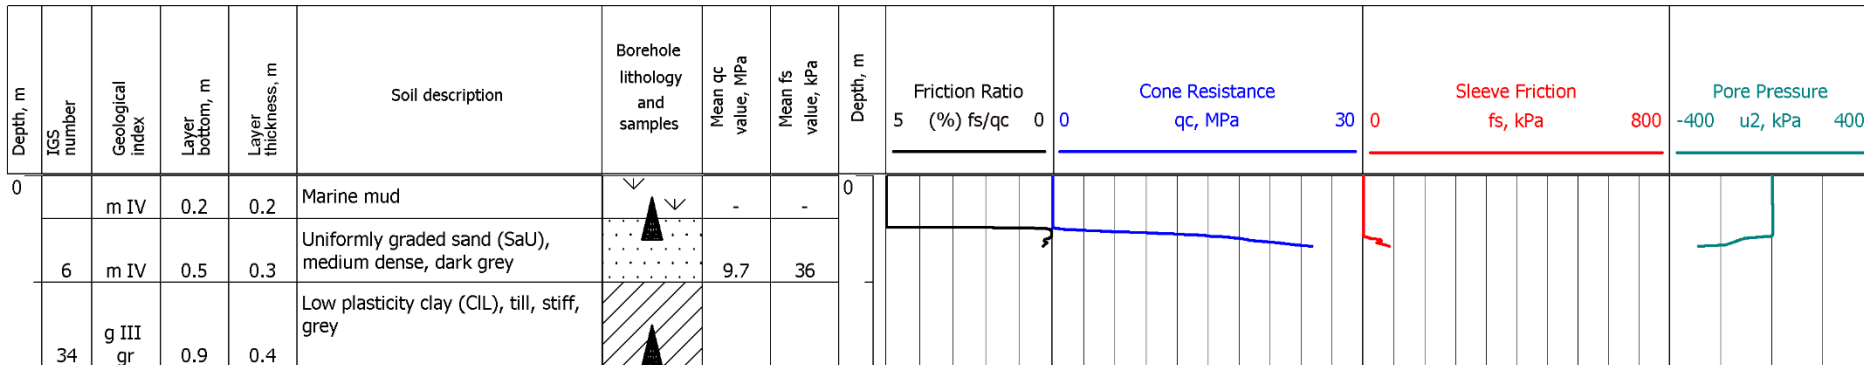 Depth, m
IGS
number
Geological
index
Layer
bottom, m
Layer
thickness, m
Soil description
Borehole
lithology
and
samples
Mean qc
value, MPa
Mean fs
value, kPa
Depth, m
Friction Ratio
5 (%) fs/qc 0
Cone Resistance
0 qc, MPa 30
Sleeve Friction
0 fs, kPa 800
Pore Pressure
-400 u2, kPa 400
0
m IV 0.2 0.2 Marine mud - -
0
Uniformly graded sand (SaU),
medium dense, dark grey
6 m IV 0.5 0.3 9.7 36
Low plasticity clay (ClL), till, stiff,
grey
g III
34 gr 0.9 0.4